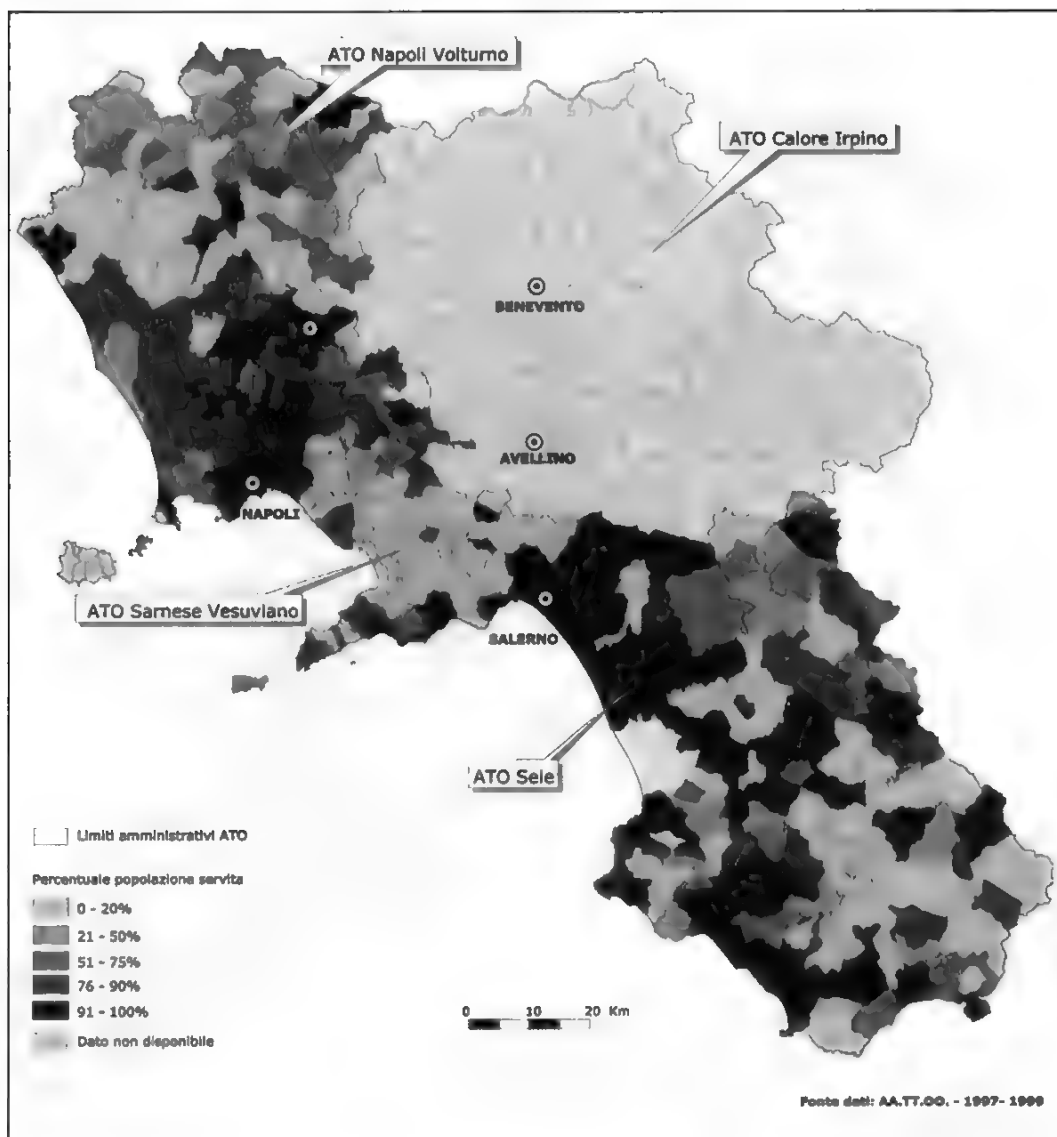 ATO Napoli Volturno
ATO Calore Irpino
BENEVENTO
AVELLINO
NAPOLI
ATO Sarnese Vesuviano
SALERNO
ATO Sele
Limiti amministrativi ATO
Percentuale popolazione servita
0 - 20%
21 - 50%
51 - 75%
76 - 90%
91 - 100%
Dato non disponibile
0 10 20 Km
Fonte dati: AA.TT.OO. - 1997- 1999